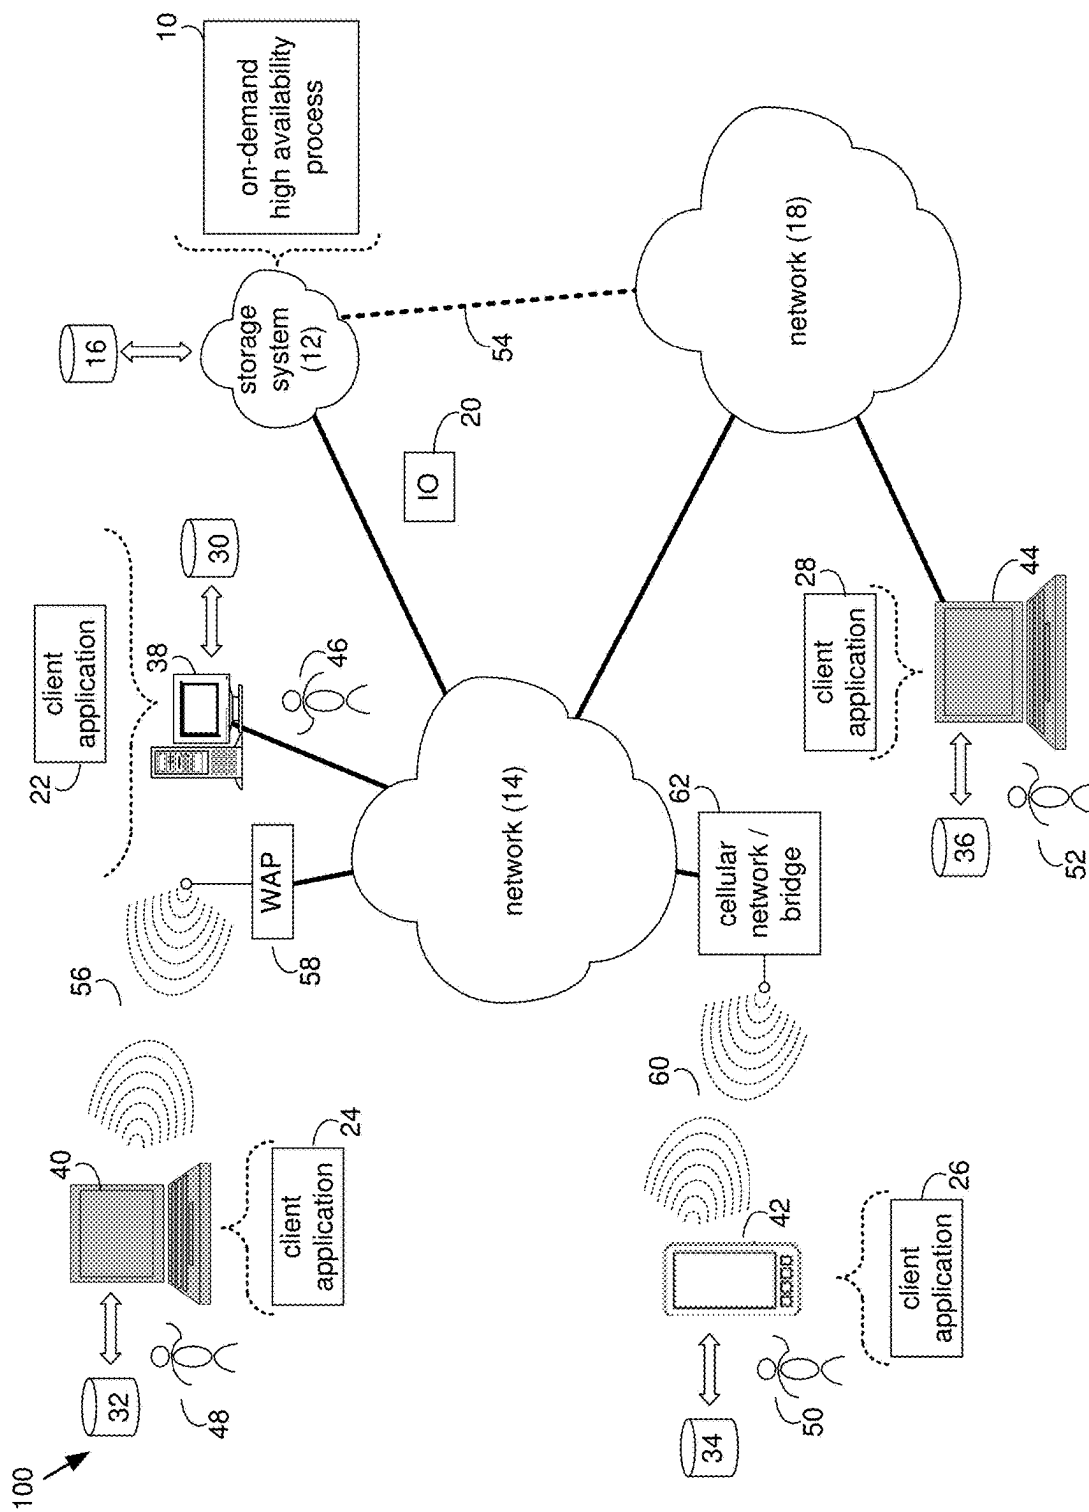 100
32
48
40
client
application
24
56
WAP
58
client
application
22
38
30
46
16
storage
system
(12)
on-demand
high availability
process
10
IO
20
54
network (14)
network (18)
34
50
42
client
application
26
60
cellular
network /
bridge
62
36
52
client
application
28
44